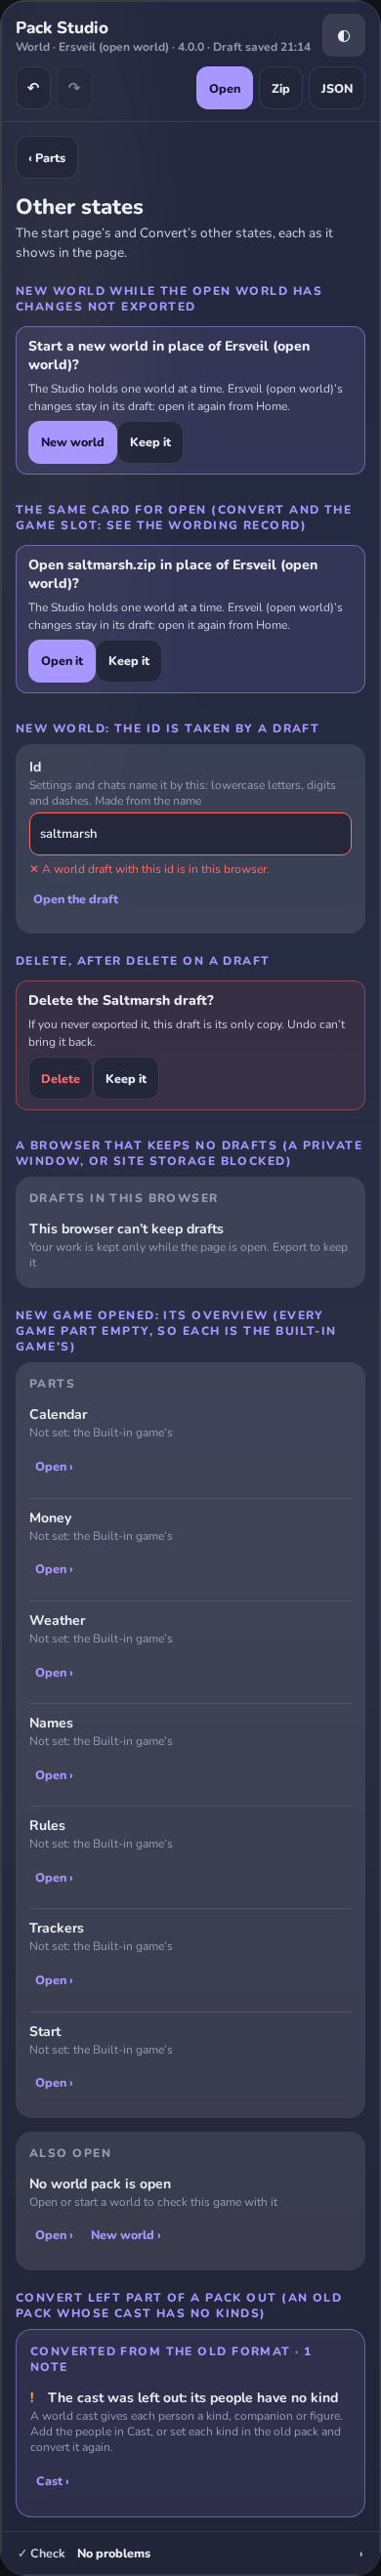 Pack Studio
World · Ersveil (open world) · 4.0.0 · Draft saved 21:14
◐
↶ ↷ Open Zip JSON
‹ Parts
Other states
The start page's and Convert's other states, each as it
shows in the page.
NEW WORLD WHILE THE OPEN WORLD HAS
CHANGES NOT EXPORTED
Start a new world in place of Ersveil (open
world)?
The Studio holds one world at a time. Ersveil (open world)'s
changes stay in its draft: open it again from Home.
New world Keep it
THE SAME CARD FOR OPEN (CONVERT AND THE
GAME SLOT: SEE THE WORDING RECORD)
Open saltmarsh.zip in place of Ersveil (open
world)?
The Studio holds one world at a time. Ersveil (open world)'s
changes stay in its draft: open it again from Home.
Open it Keep it
NEW WORLD: THE ID IS TAKEN BY A DRAFT
Id
Settings and chats name it by this: lowercase letters, digits
and dashes. Made from the name
saltmarsh
✕ A world draft with this id is in this browser.
Open the draft
DELETE, AFTER DELETE ON A DRAFT
Delete the Saltmarsh draft?
If you never exported it, this draft is its only copy. Undo can't
bring it back.
Delete Keep it
A BROWSER THAT KEEPS NO DRAFTS (A PRIVATE
WINDOW, OR SITE STORAGE BLOCKED)
DRAFTS IN THIS BROWSER
This browser can't keep drafts
Your work is kept only while the page is open. Export to keep
it
NEW GAME OPENED: ITS OVERVIEW (EVERY
GAME PART EMPTY, SO EACH IS THE BUILT-IN
GAME'S)
PARTS
Calendar
Not set: the Built-in game's
Open ›
Money
Not set: the Built-in game's
Open ›
Weather
Not set: the Built-in game's
Open ›
Names
Not set: the Built-in game's
Open ›
Rules
Not set: the Built-in game's
Open ›
Trackers
Not set: the Built-in game's
Open ›
Start
Not set: the Built-in game's
Open ›
ALSO OPEN
No world pack is open
Open or start a world to check this game with it
Open › New world ›
CONVERT LEFT PART OF A PACK OUT (AN OLD
PACK WHOSE CAST HAS NO KINDS)
CONVERTED FROM THE OLD FORMAT · 1
NOTE
! The cast was left out: its people have no kind
A world cast gives each person a kind, companion or figure.
Add the people in Cast, or set each kind in the old pack and
convert it again.
Cast ›
✓ Check No problems ›